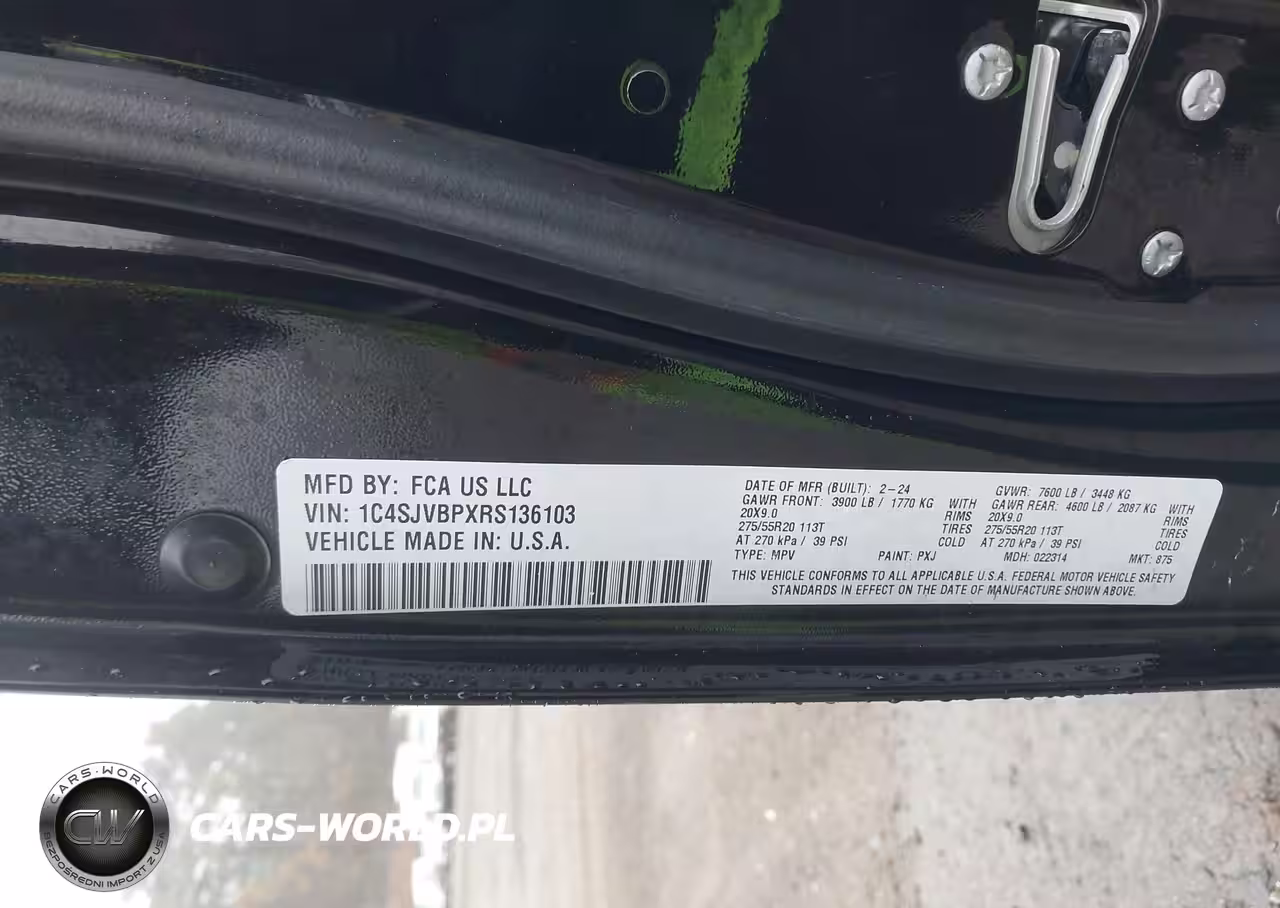 MFD BY: FCA US LLC
VIN: 1C4SJVBPXRS136103
VEHICLE MADE IN: U.S.A.
DATE OF MFR (BUILT): 2-24 GVWR: 7600 LB / 3448 KG
GAWR FRONT: 3900 LB / 1770 KG WITH GAWR REAR: 4600 LB / 2087 KG WITH
20X9.0 RIMS 20X9.0 RIMS
275/55R20 113T TIRES 275/55R20 113T TIRES
AT 270 kPa / 39 PSI COLD AT 270 kPa / 39 PSI COLD
TYPE: MPV PAINT: PXJ MDH: 022314 MKT: 875
THIS VEHICLE CONFORMS TO ALL APPLICABLE U.S.A. FEDERAL MOTOR VEHICLE SAFETY
STANDARDS IN EFFECT ON THE DATE OF MANUFACTURE SHOWN ABOVE.
CARS-WORLD
CW
BEZPOŚREDNI IMPORT Z USA
CARS-WORLD.PL